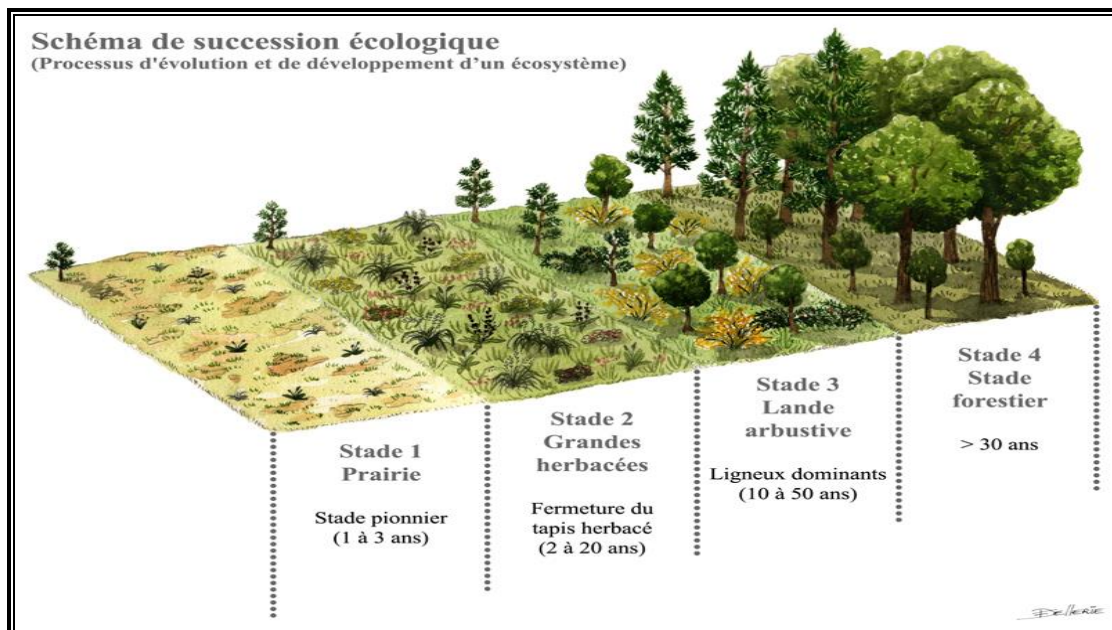 Schéma de succession écologique
(Processus d'évolution et de développement d'un écosystème)
Stade 1
Prairie
Stade pionnier
(1 à 3 ans)
Stade 2
Grandes
herbacées
Fermeture du
tapis herbacé
(2 à 20 ans)
Stade 3
Lande
arbustive
Ligneux dominants
(10 à 50 ans)
Stade 4
Stade
forestier
> 30 ans